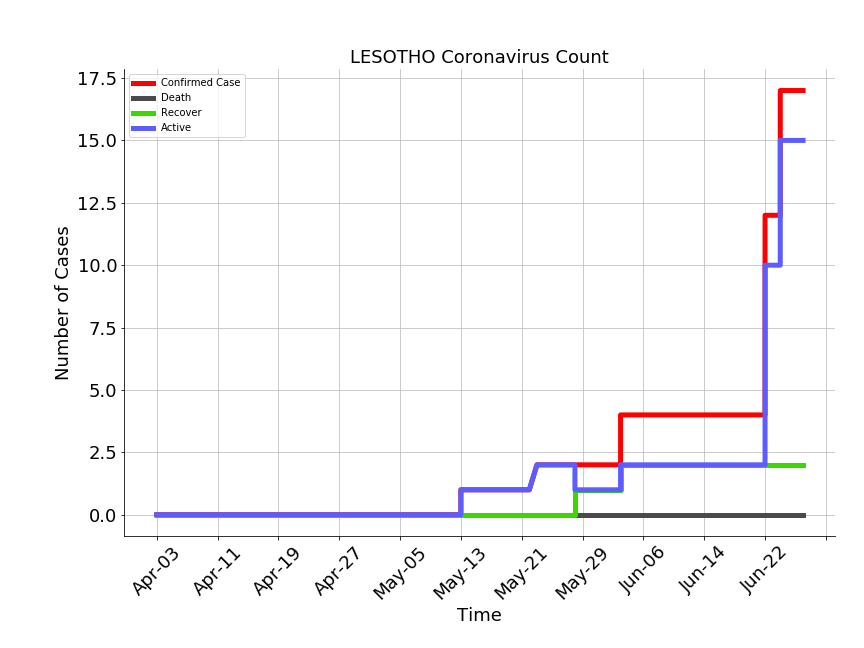 LESOTHO Coronavirus Count
Confirmed Case
Death
Recover
Active
17.5
15.0
12.5
10.0
7.5
5.0
2.5
0.0
Number of Cases
Apr-03
Apr-11
Apr-19
Apr-27
May-05
May-13
May-21
May-29
Jun-06
Jun-14
Jun-22
Time